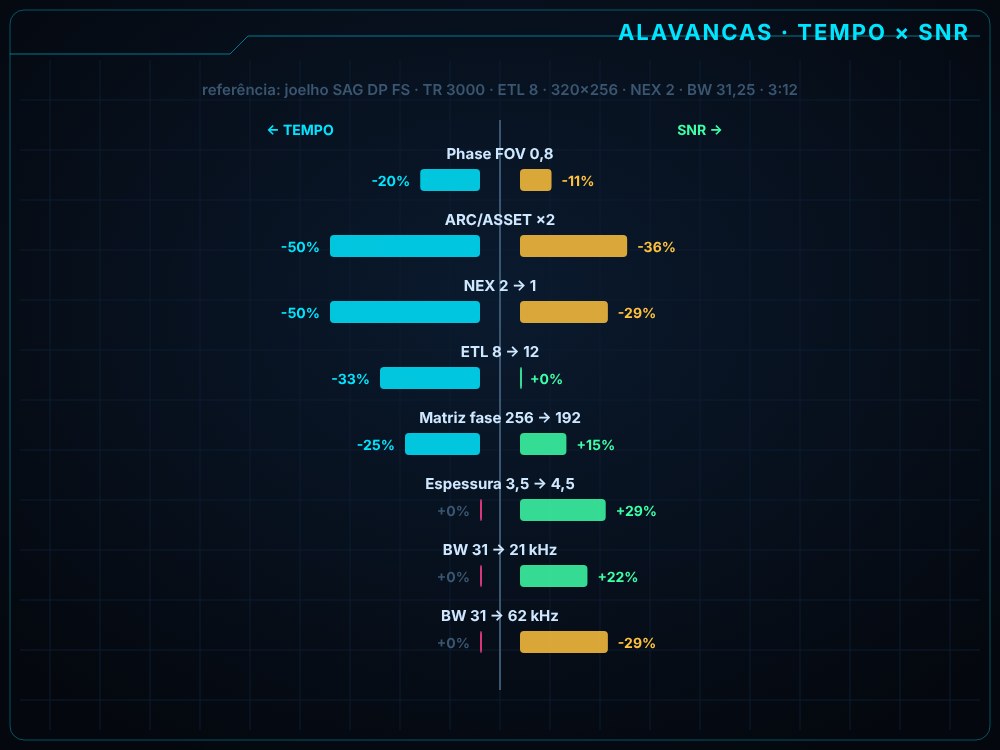 ALAVANCAS · TEMPO × SNR
referência: joelho SAG DP FS · TR 3000 · ETL 8 · 320×256 · NEX 2 · BW 31,25 · 3:12
← TEMPO SNR →
Phase FOV 0,8
-20% -11%
ARC/ASSET ×2
-50% -36%
NEX 2 → 1
-50% -29%
ETL 8 → 12
-33% +0%
Matriz fase 256 → 192
-25% +15%
Espessura 3,5 → 4,5
+0% +29%
BW 31 → 21 kHz
+0% +22%
BW 31 → 62 kHz
+0% -29%